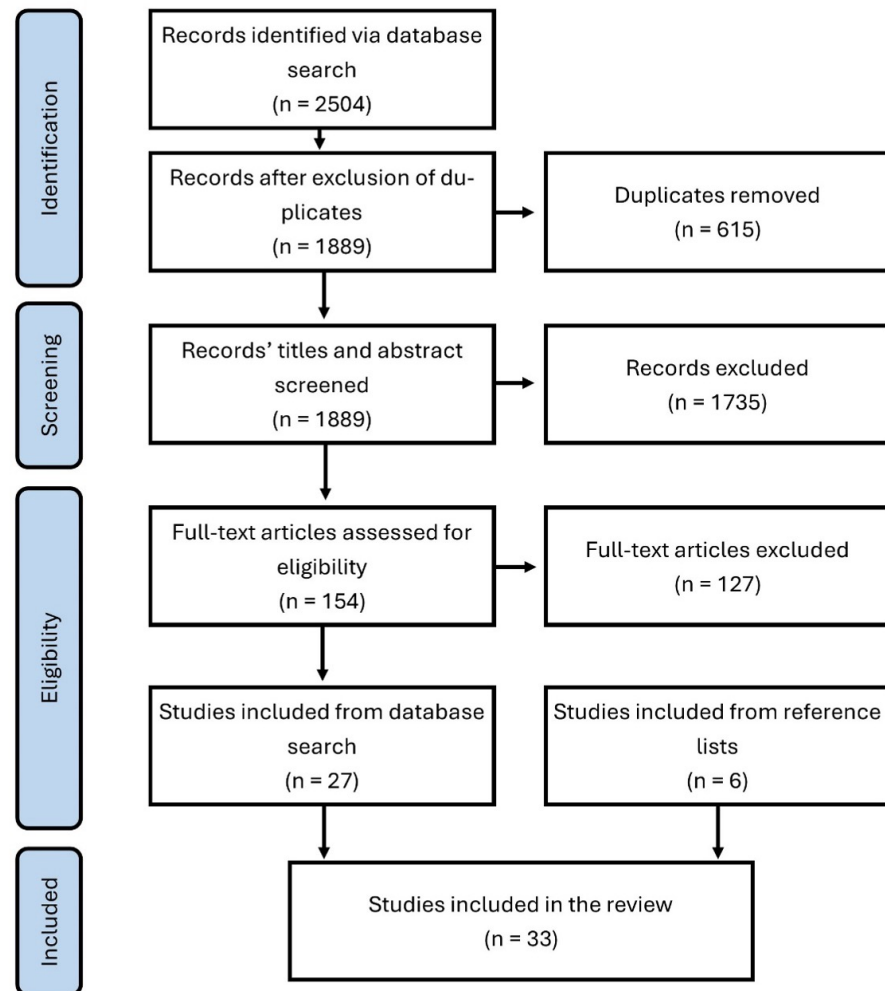 Identification
Records identified via database
search
(n = 2504)
Records after exclusion of du-
plicates
(n = 1889)
Duplicates removed
(n = 615)
Screening
Records’ titles and abstract
screened
(n = 1889)
Records excluded
(n = 1735)
Eligibility
Full-text articles assessed for
eligibility
(n = 154)
Full-text articles excluded
(n = 127)
Studies included from database
search
(n = 27)
Studies included from reference
lists
(n = 6)
Included
Studies included in the review
(n = 33)